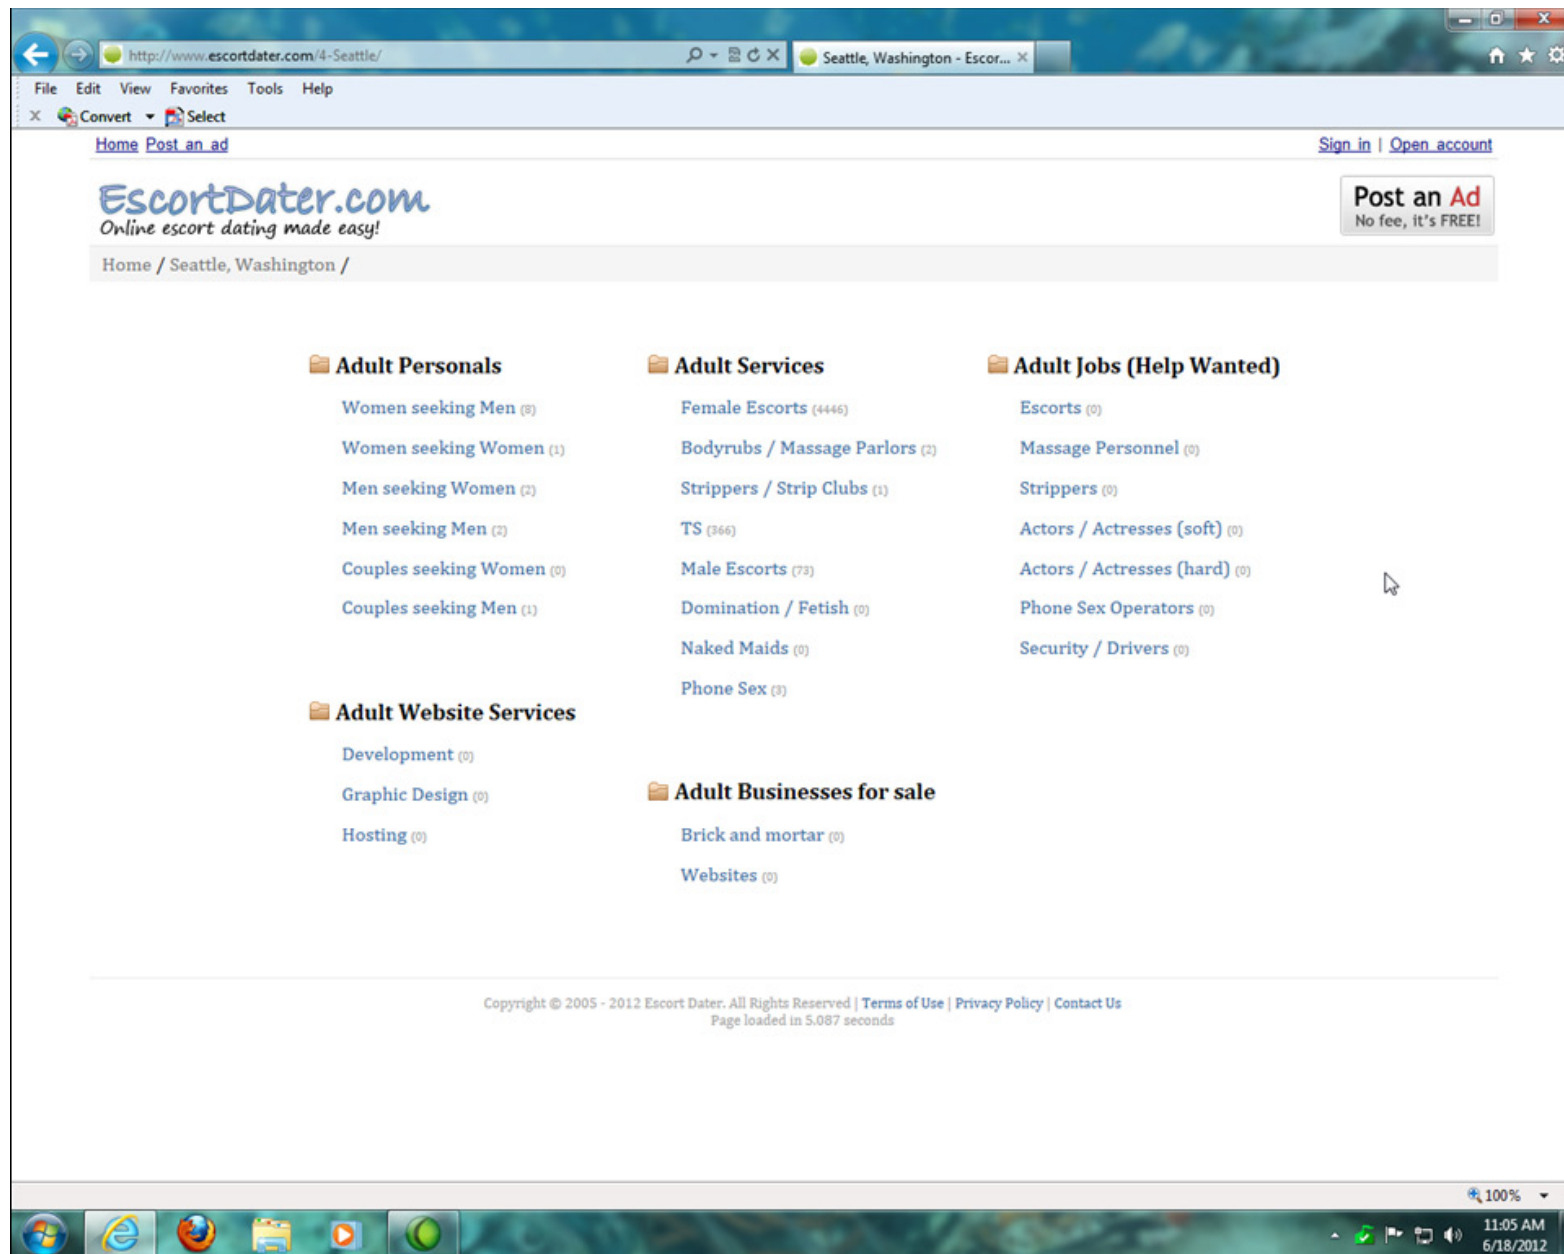 http://www.escortdater.com/4-Seattle/
Seattle, Washington - Escor...
File Edit View Favorites Tools Help
Convert Select
Home Post an ad
Sign in | Open account
EscortDater.com
Online escort dating made easy!
Post an Ad
No fee, it's FREE!
Home / Seattle, Washington /
Adult Personals
Women seeking Men (8)
Women seeking Women (1)
Men seeking Women (2)
Men seeking Men (2)
Couples seeking Women (0)
Couples seeking Men (1)
Adult Services
Female Escorts (4446)
Bodyrubs / Massage Parlors (2)
Strippers / Strip Clubs (1)
TS (366)
Male Escorts (73)
Domination / Fetish (0)
Naked Maids (0)
Phone Sex (3)
Adult Jobs (Help Wanted)
Escorts (0)
Massage Personnel (0)
Strippers (0)
Actors / Actresses (soft) (0)
Actors / Actresses (hard) (0)
Phone Sex Operators (0)
Security / Drivers (0)
Adult Website Services
Development (0)
Graphic Design (0)
Hosting (0)
Adult Businesses for sale
Brick and mortar (0)
Websites (0)
Copyright © 2005 - 2012 Escort Dater. All Rights Reserved | Terms of Use | Privacy Policy | Contact Us
Page loaded in 5.087 seconds
100%
11:05 AM
6/18/2012